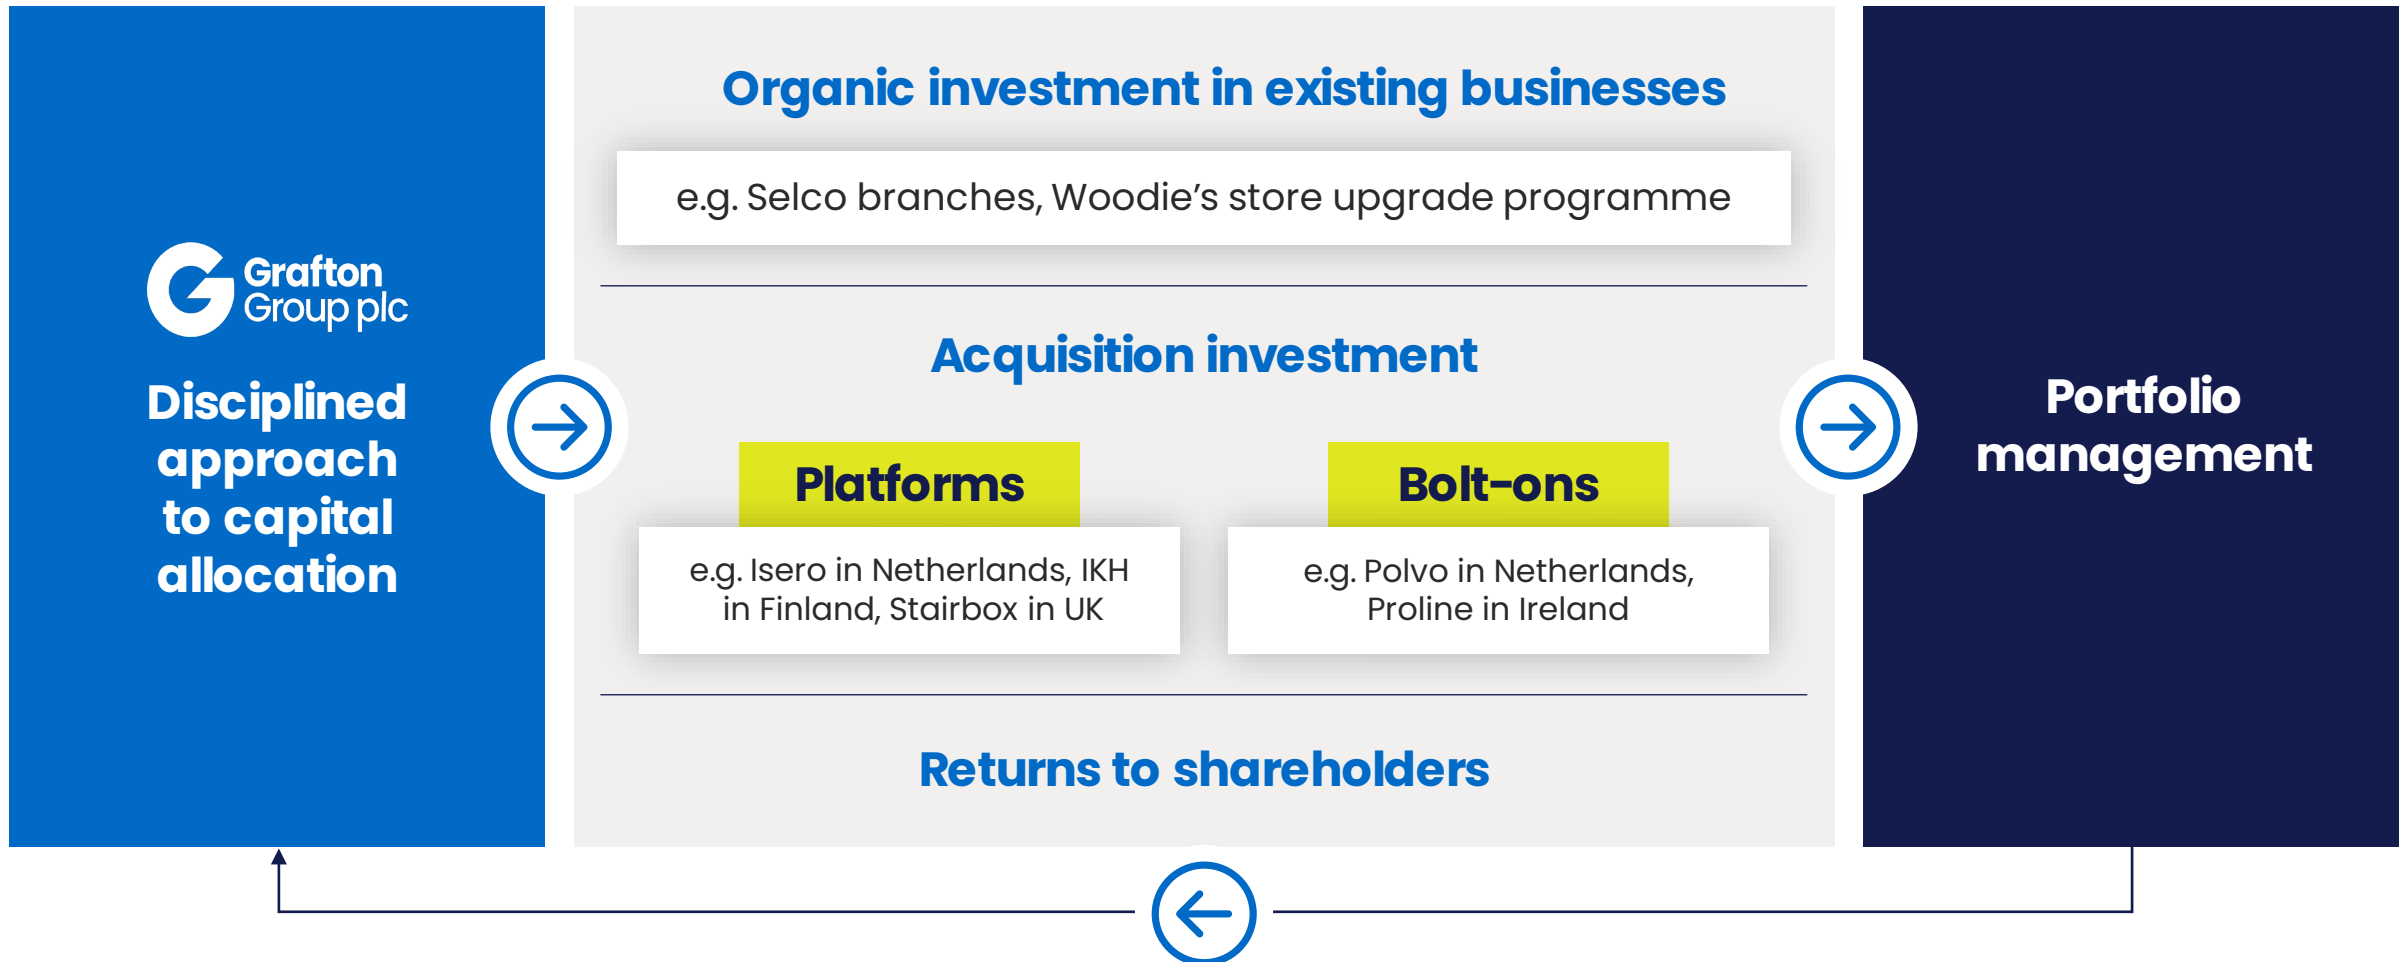 Grafton
Group plc
Disciplined
approach
to capital
allocation
Organic investment in existing businesses
e.g. Selco branches, Woodie’s store upgrade programme
Acquisition investment
Platforms
e.g. Isero in Netherlands, IKH
in Finland, Stairbox in UK
Bolt-ons
e.g. Polvo in Netherlands,
Proline in Ireland
Returns to shareholders
Portfolio
management